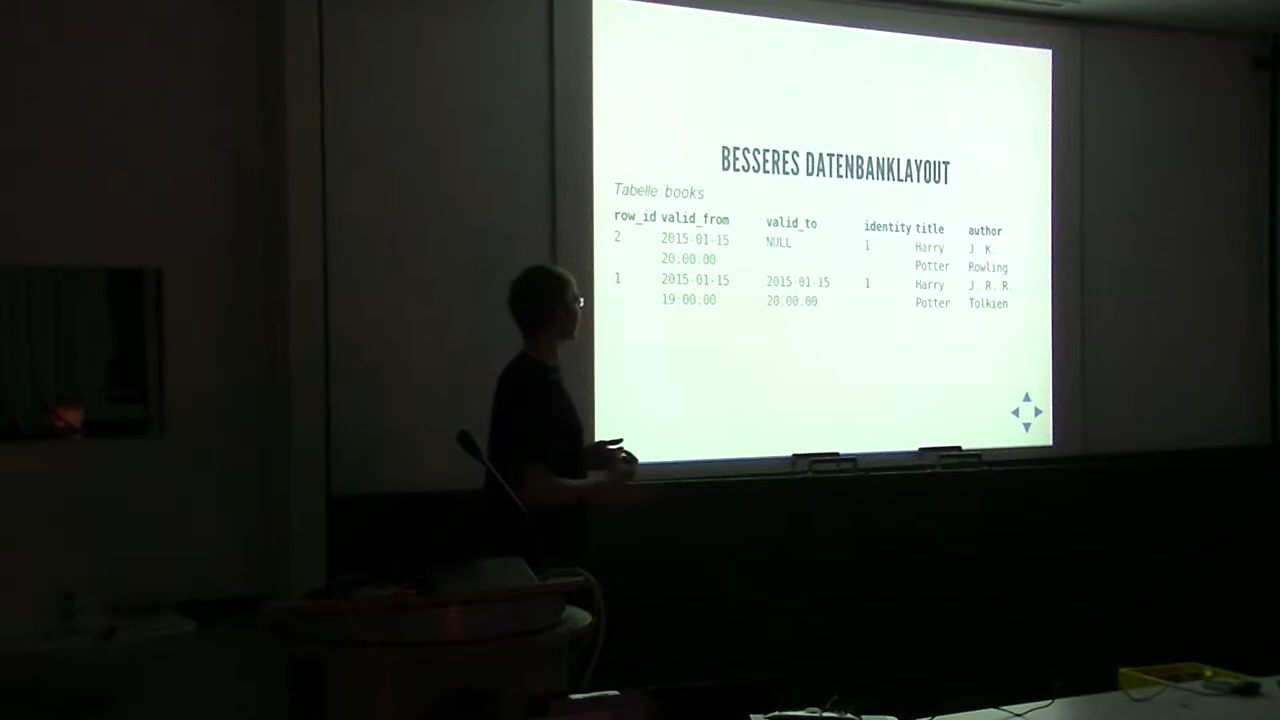 BESSERES DATENBANKLAYOUT
Tabelle books
row_id valid_from valid_to identity title author
2 2015-01-15 NULL 1 Harry J. K.
20:00:00 Potter Rowling
1 2015-01-15 2015-01-15 1 Harry J. R. R.
19:00:00 20:00:00 Potter Tolkien